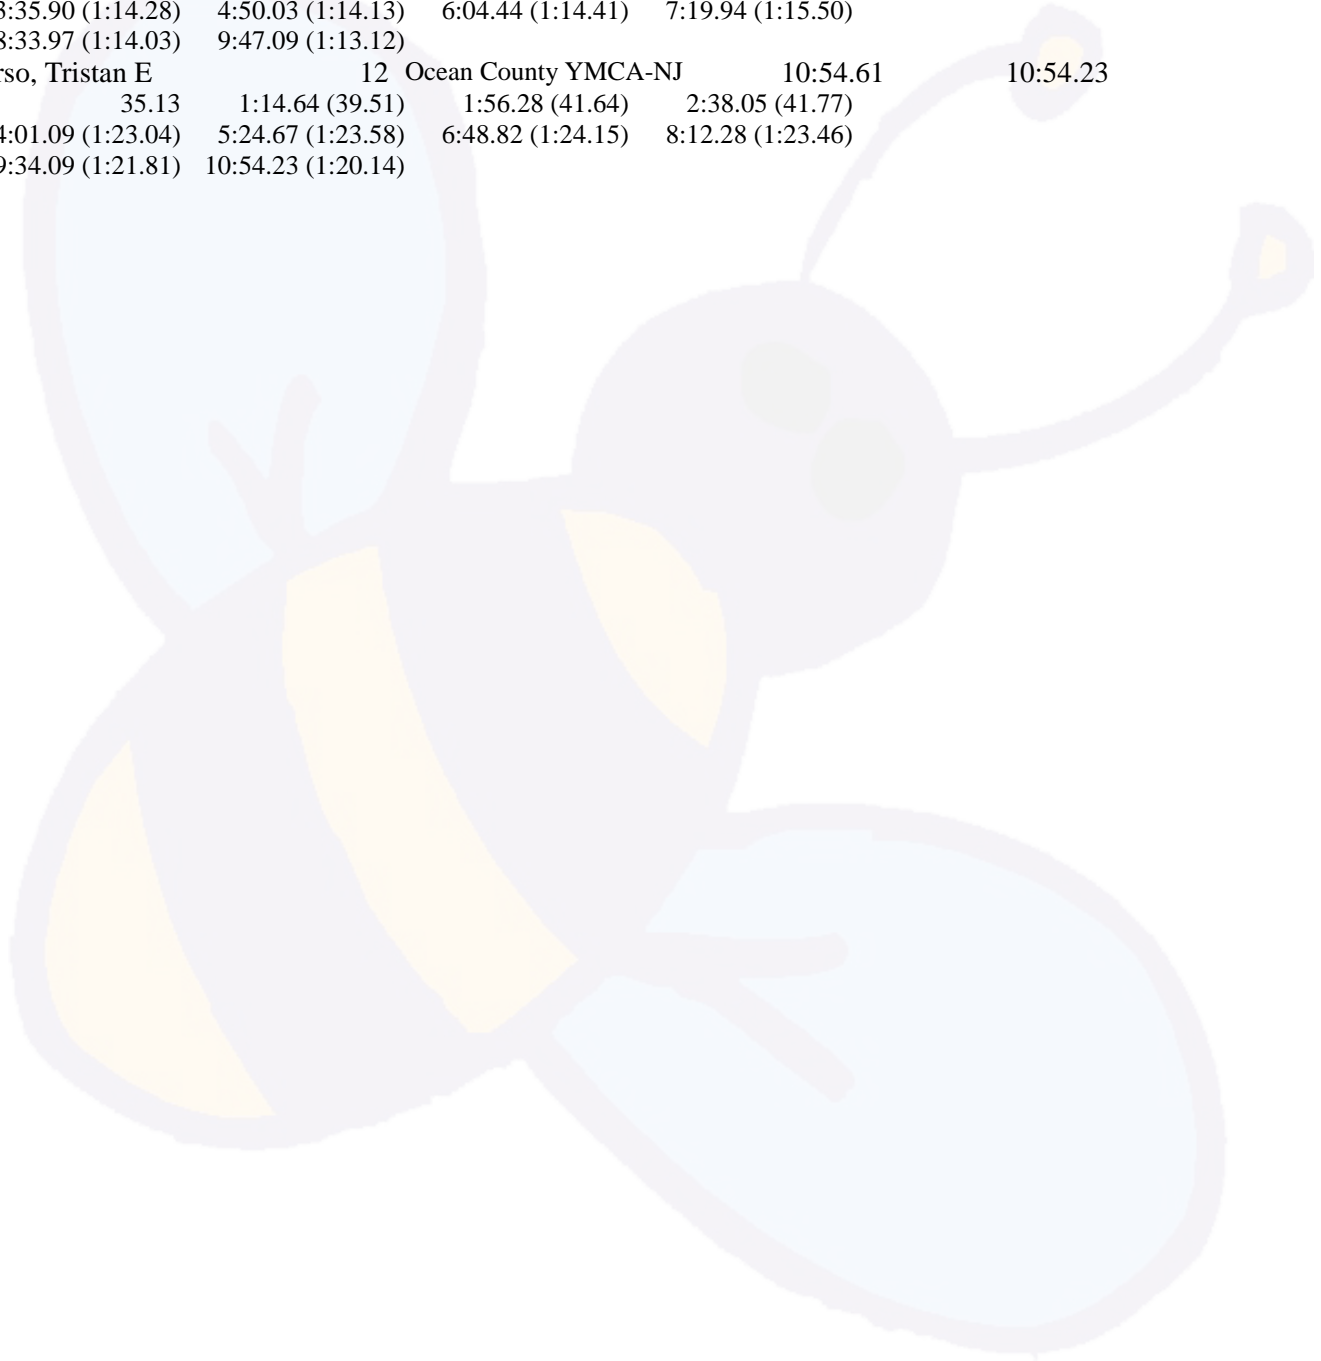 3:35.90 (1:14.28) 4:50.03 (1:14.13) 6:04.44 (1:14.41) 7:19.94 (1:15.50)
8:33.97 (1:14.03) 9:47.09 (1:13.12)
rso, Tristan E 12 Ocean County YMCA-NJ 10:54.61 10:54.23
35.13 1:14.64 (39.51) 1:56.28 (41.64) 2:38.05 (41.77)
4:01.09 (1:23.04) 5:24.67 (1:23.58) 6:48.82 (1:24.15) 8:12.28 (1:23.46)
9:34.09 (1:21.81) 10:54.23 (1:20.14)